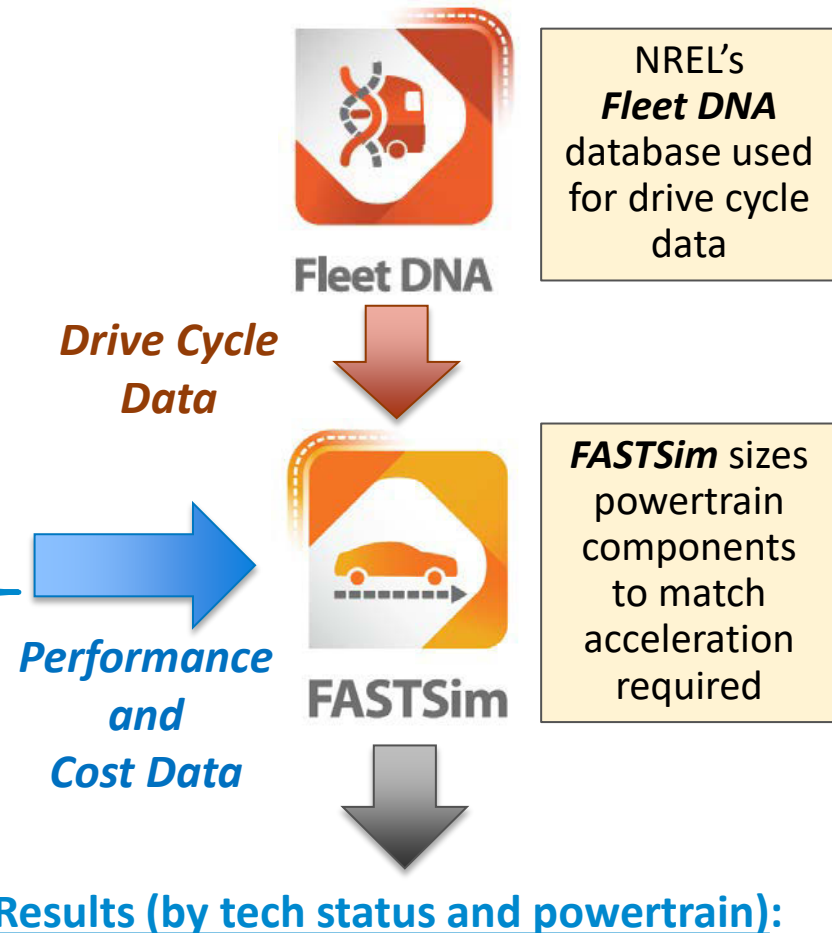 NREL's
Fleet DNA
database used
for drive cycle
data
Fleet DNA
Drive Cycle
Data
FASTSim sizes
powertrain
components
to match
acceleration
required
Performance
and
Cost Data
FASTSim
Results (by tech status and powertrain):